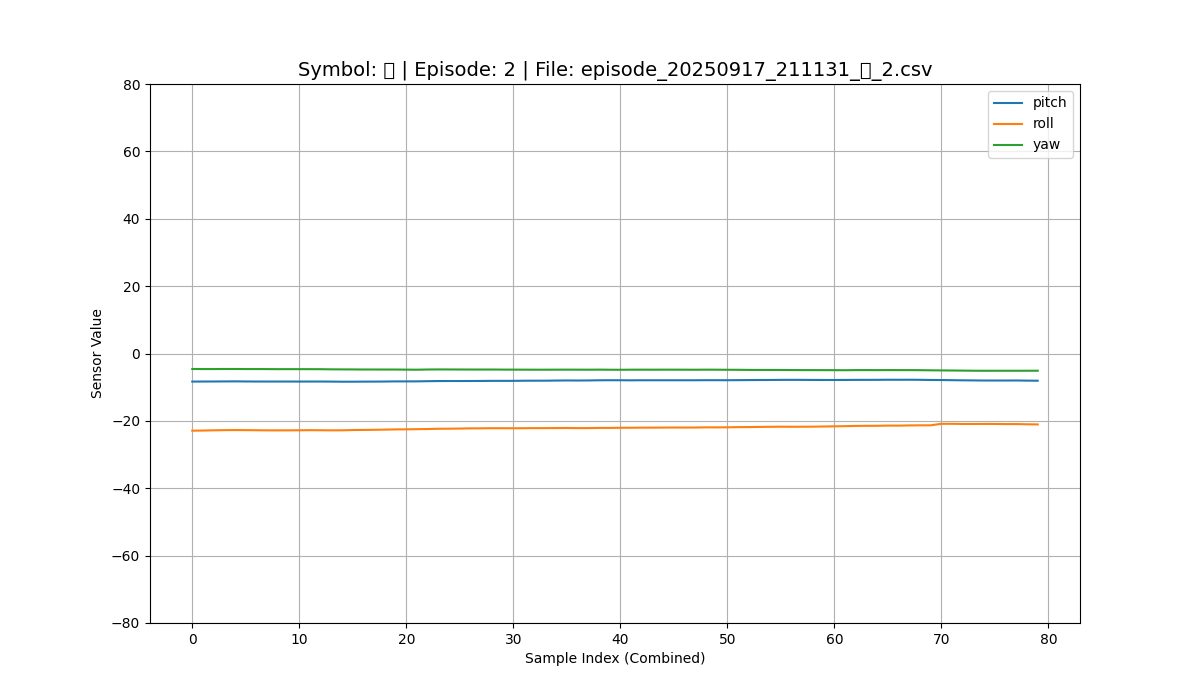 Symbol: | Episode: 2 | File: episode_20250917_211131_ _2.csv
80
60
40
20
0
−20
−40
−60
−80
Sensor Value
pitch
roll
yaw
0 10 20 30 40 50 60 70 80
Sample Index (Combined)